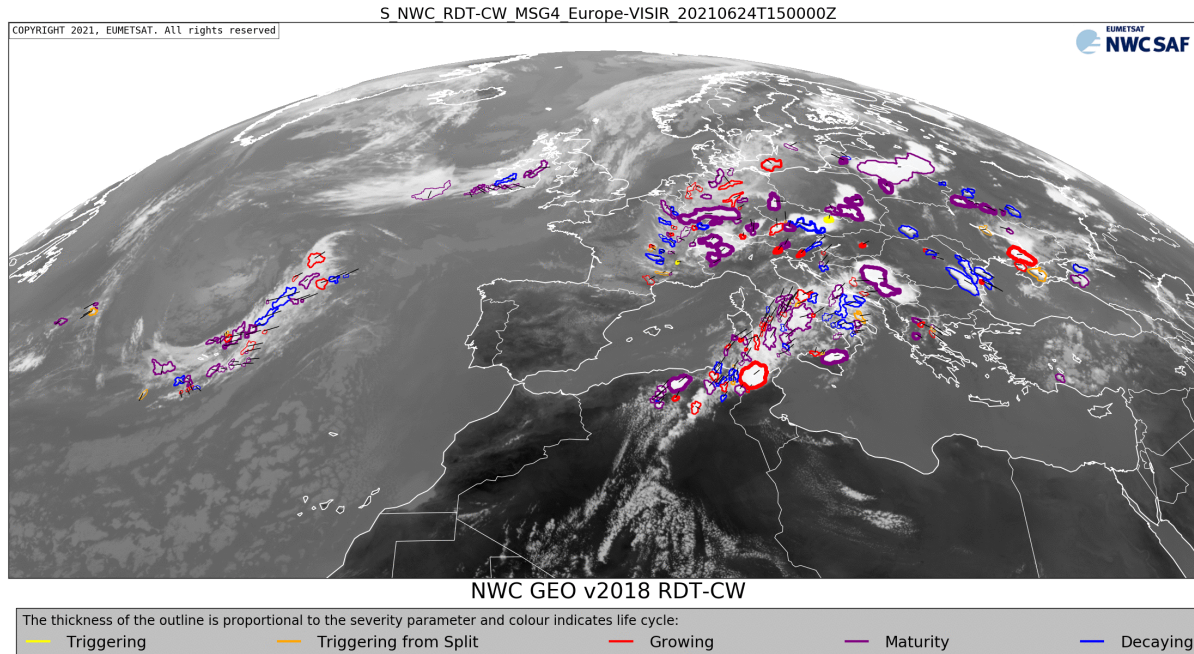 S_NWC_RDT-CW_MSG4_Europe-VISIR_20210624T150000Z
COPYRIGHT 2021, EUMETSAT. All rights reserved
EUMETSAT
NWC SAF
NWC GEO v2018 RDT-CW
The thickness of the outline is proportional to the severity parameter and colour indicates life cycle:
Triggering Triggering from Split Growing Maturity Decaying